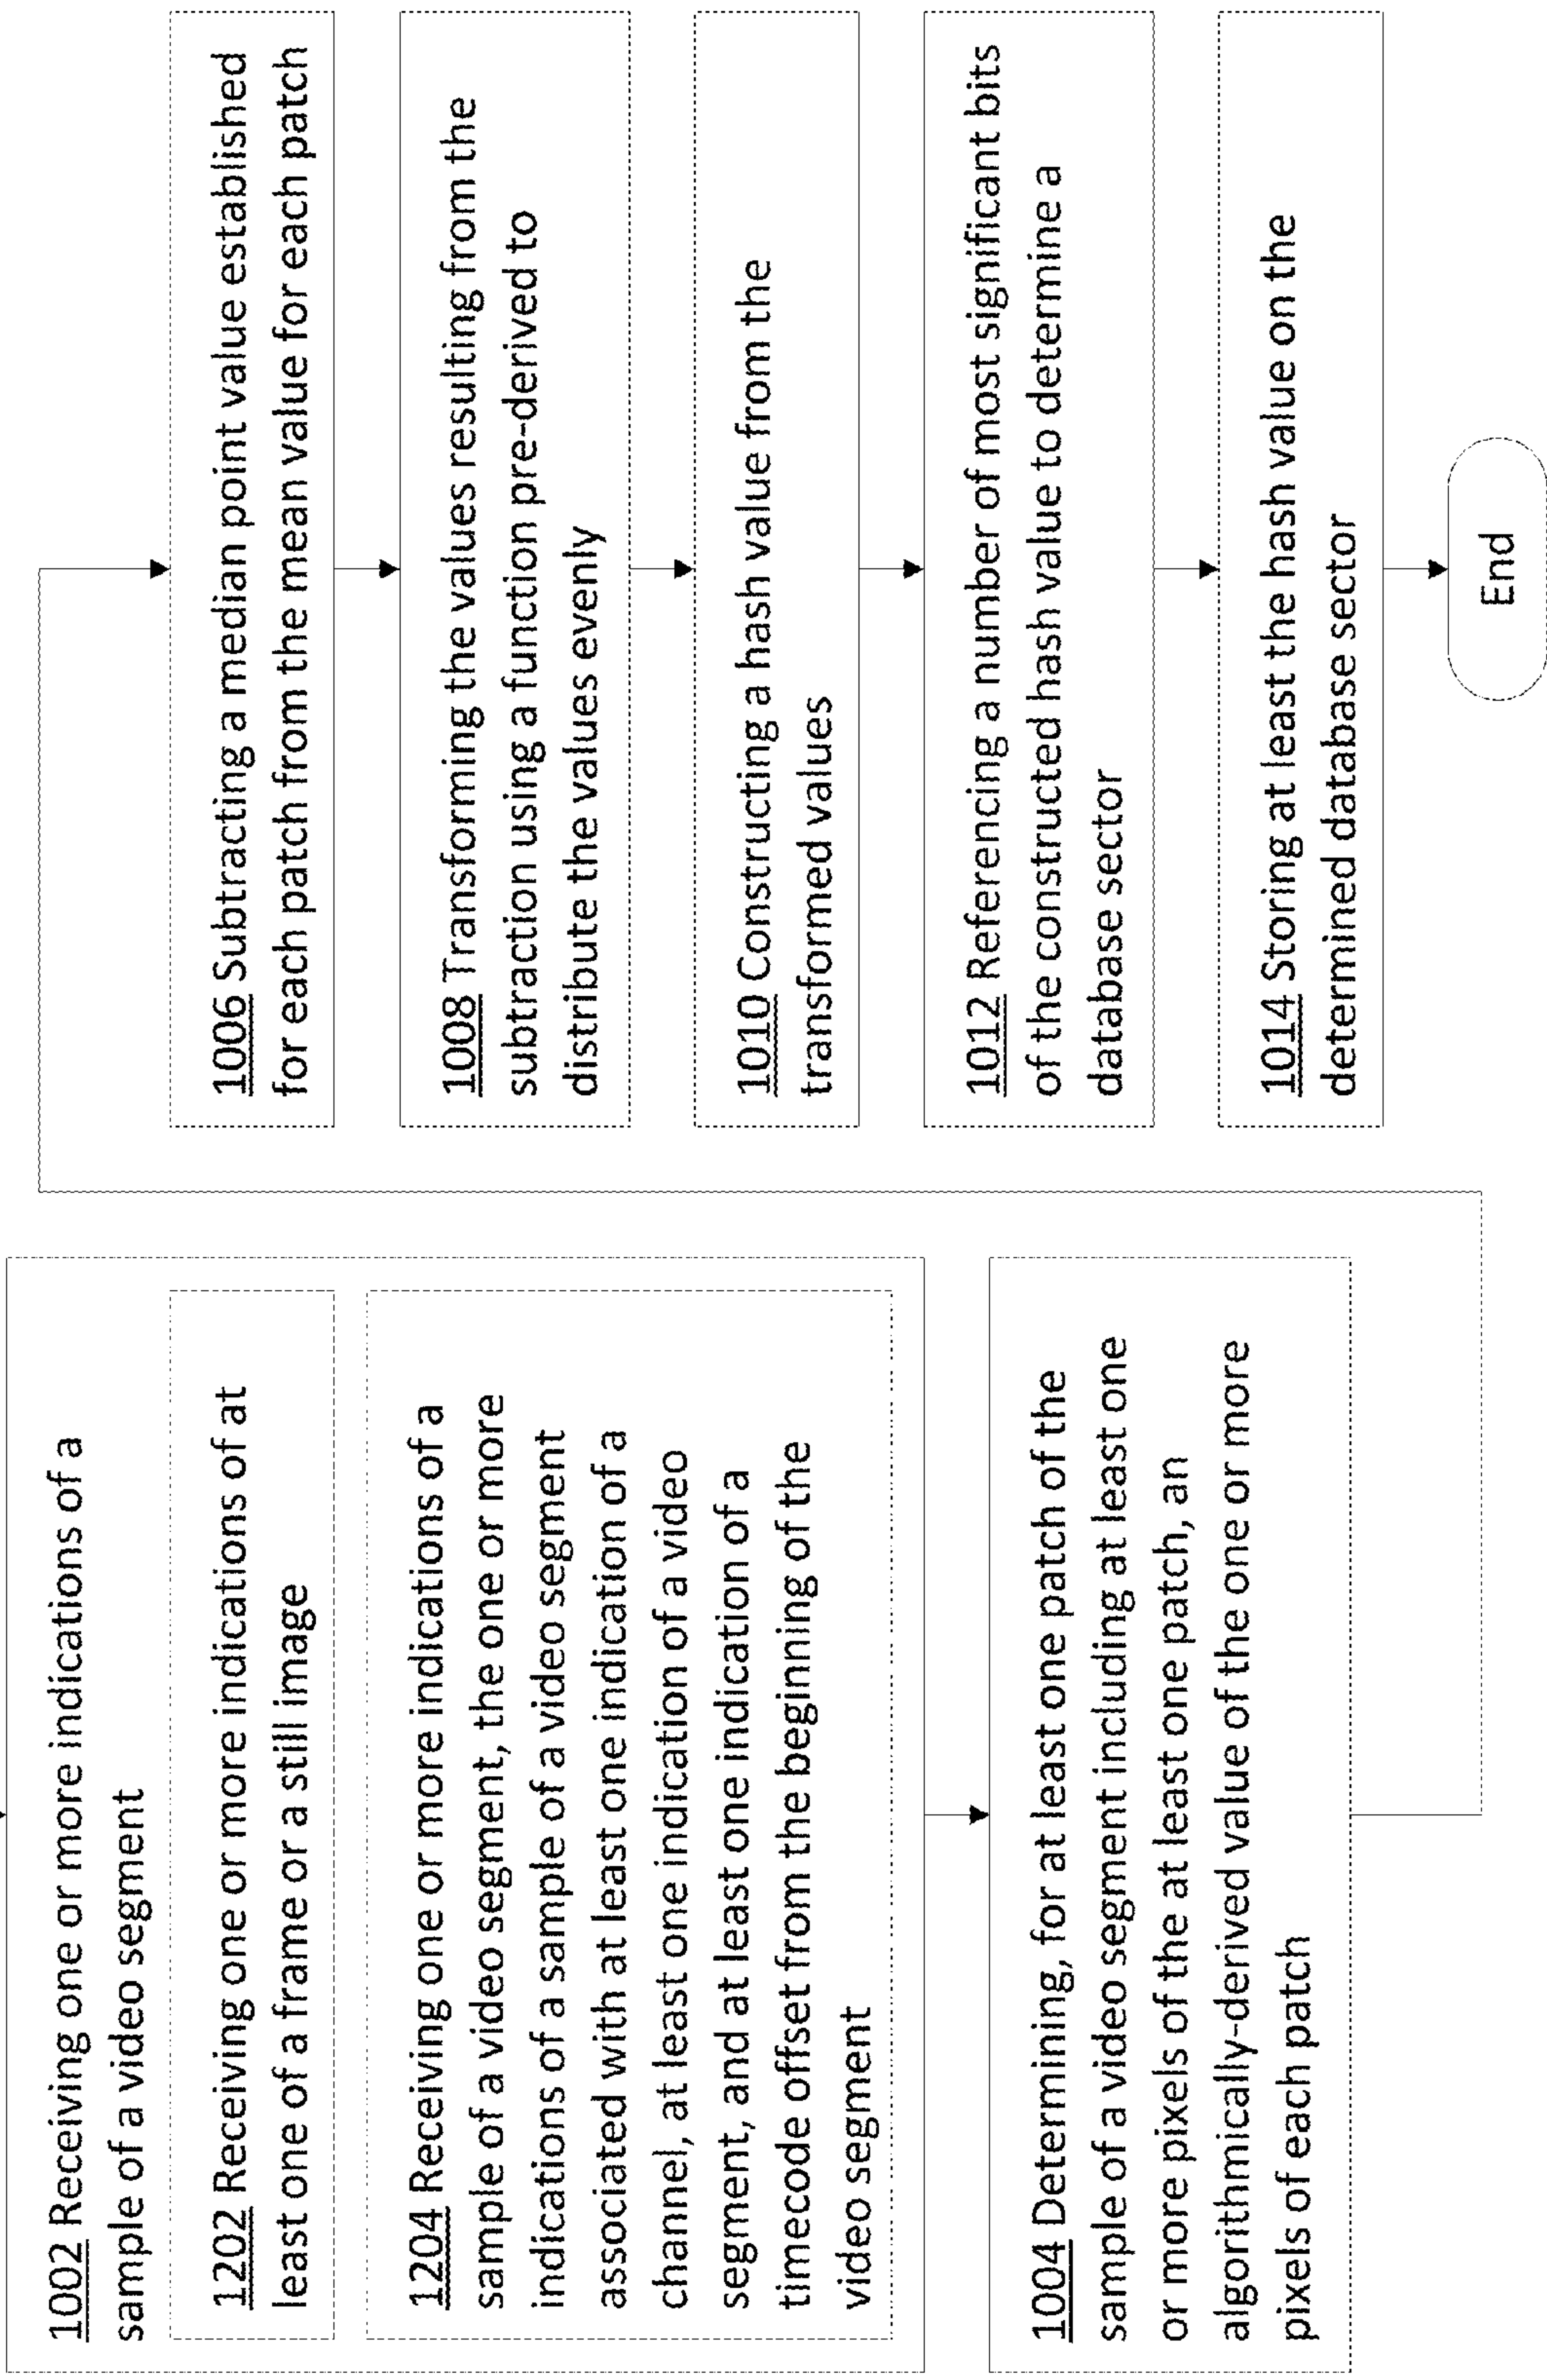 1002 Receiving one or more indications of a
sample of a video segment
1202 Receiving one or more indications of at
least one of a frame or a still image
1204 Receiving one or more indications of a
sample of a video segment, the one or more
indications of a sample of a video segment
associated with at least one indication of a
channel, at least one indication of a video
segment, and at least one indication of a
timecode offset from the beginning of the
video segment
1004 Determining, for at least one patch of the
sample of a video segment including at least one
or more pixels of the at least one patch, an
algorithmically-derived value of the one or more
pixels of each patch
1006 Subtracting a median point value established
for each patch from the mean value for each patch
1008 Transforming the values resulting from the
subtraction using a function pre-derived to
distribute the values evenly
1010 Constructing a hash value from the
transformed values
1012 Referencing a number of most significant bits
of the constructed hash value to determine a
database sector
1014 Storing at least the hash value on the
determined database sector
End